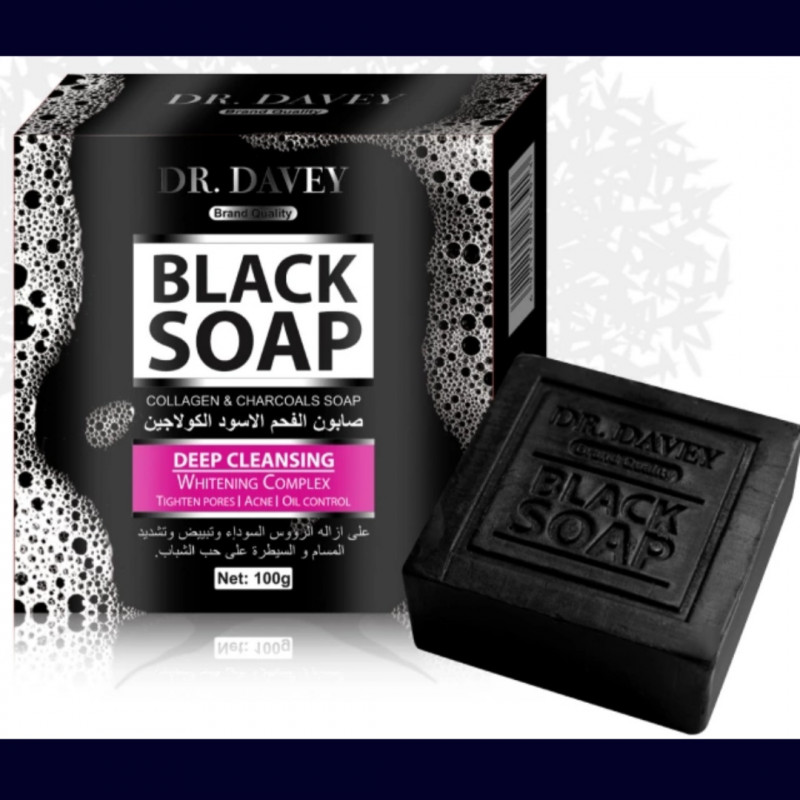 DR. DAVEY
Brand Quality
DR. DAVEY
Brand Quality
BLACK
SOAP
COLLAGEN & CHARCOALS SOAP
صابون الفحم الاسود الكولاجين
DEEP CLEANSING
WHITENING COMPLEX
TIGHTEN PORES | ACNE | OIL CONTROL
على ازاله الرؤوس السوداء وتبييض وتشديد
المسام و السيطرة على حب الشباب.
Net: 100g
DR. DAVEY
Brand Quality
BLACK
SOAP